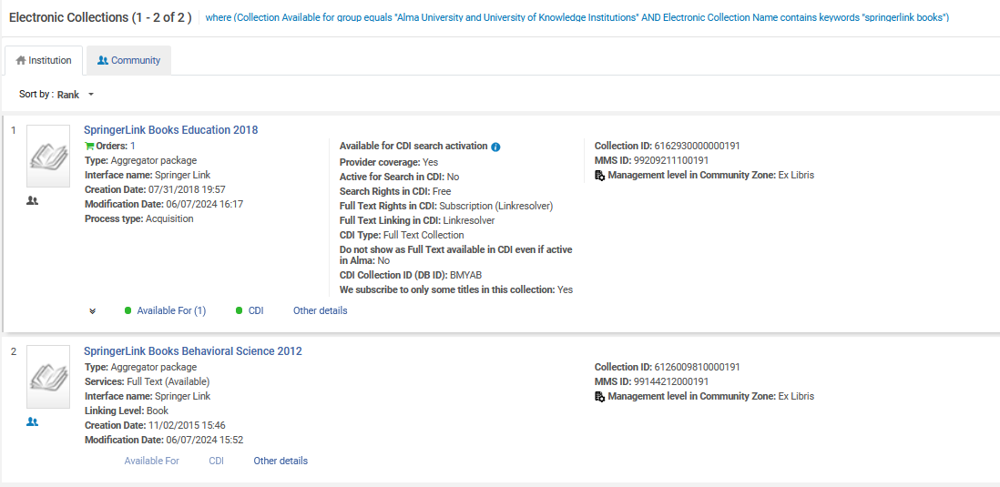 Electronic Collections (1 - 2 of 2 )
where (Collection Available for group equals "Alma University and University of Knowledge Institutions" AND Electronic Collection Name contains keywords "springerlink books")
Institution
Community
Sort by : Rank
1
SpringerLink Books Education 2018
Orders: 1
Type: Aggregator package
Interface name: Springer Link
Creation Date: 07/31/2018 19:57
Modification Date: 06/07/2024 16:17
Process type: Acquisition
Available for CDI search activation
Provider coverage: Yes
Active for Search in CDI: No
Search Rights in CDI: Free
Full Text Rights in CDI: Subscription (Linkresolver)
Full Text Linking in CDI: Linkresolver
CDI Type: Full Text Collection
Do not show as Full Text available in CDI even if active
in Alma: No
CDI Collection ID (DB ID): BMYAB
We subscribe to only some titles in this collection: Yes
Collection ID: 6162930000000191
MMS ID: 99209211100191
Management level in Community Zone: Ex Libris
Available For (1)
CDI
Other details
2
SpringerLink Books Behavioral Science 2012
Type: Aggregator package
Services: Full Text (Available)
Interface name: Springer Link
Linking Level: Book
Creation Date: 11/02/2015 15:46
Modification Date: 06/07/2024 15:52
Collection ID: 6126009810000191
MMS ID: 99144212000191
Management level in Community Zone: Ex Libris
Available For
CDI
Other details